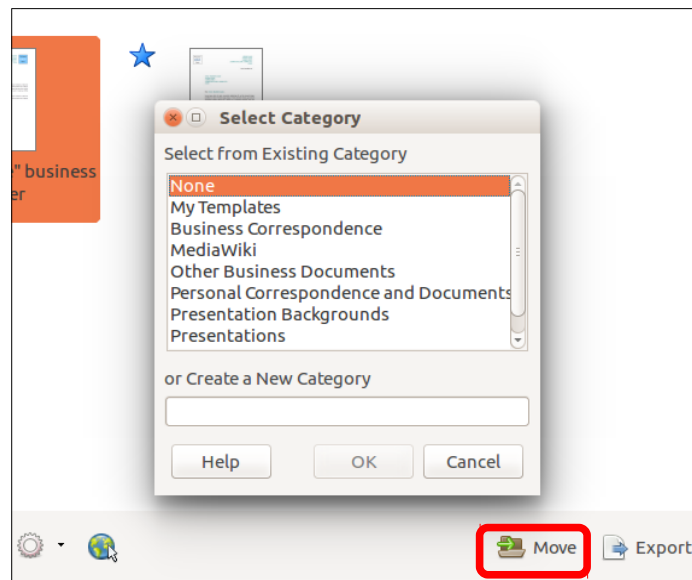 " business
er
Select Category
Select from Existing Category
None
My Templates
Business Correspondence
MediaWiki
Other Business Documents
Personal Correspondence and Documents
Presentation Backgrounds
Presentations
or Create a New Category
Help OK Cancel
Move Export